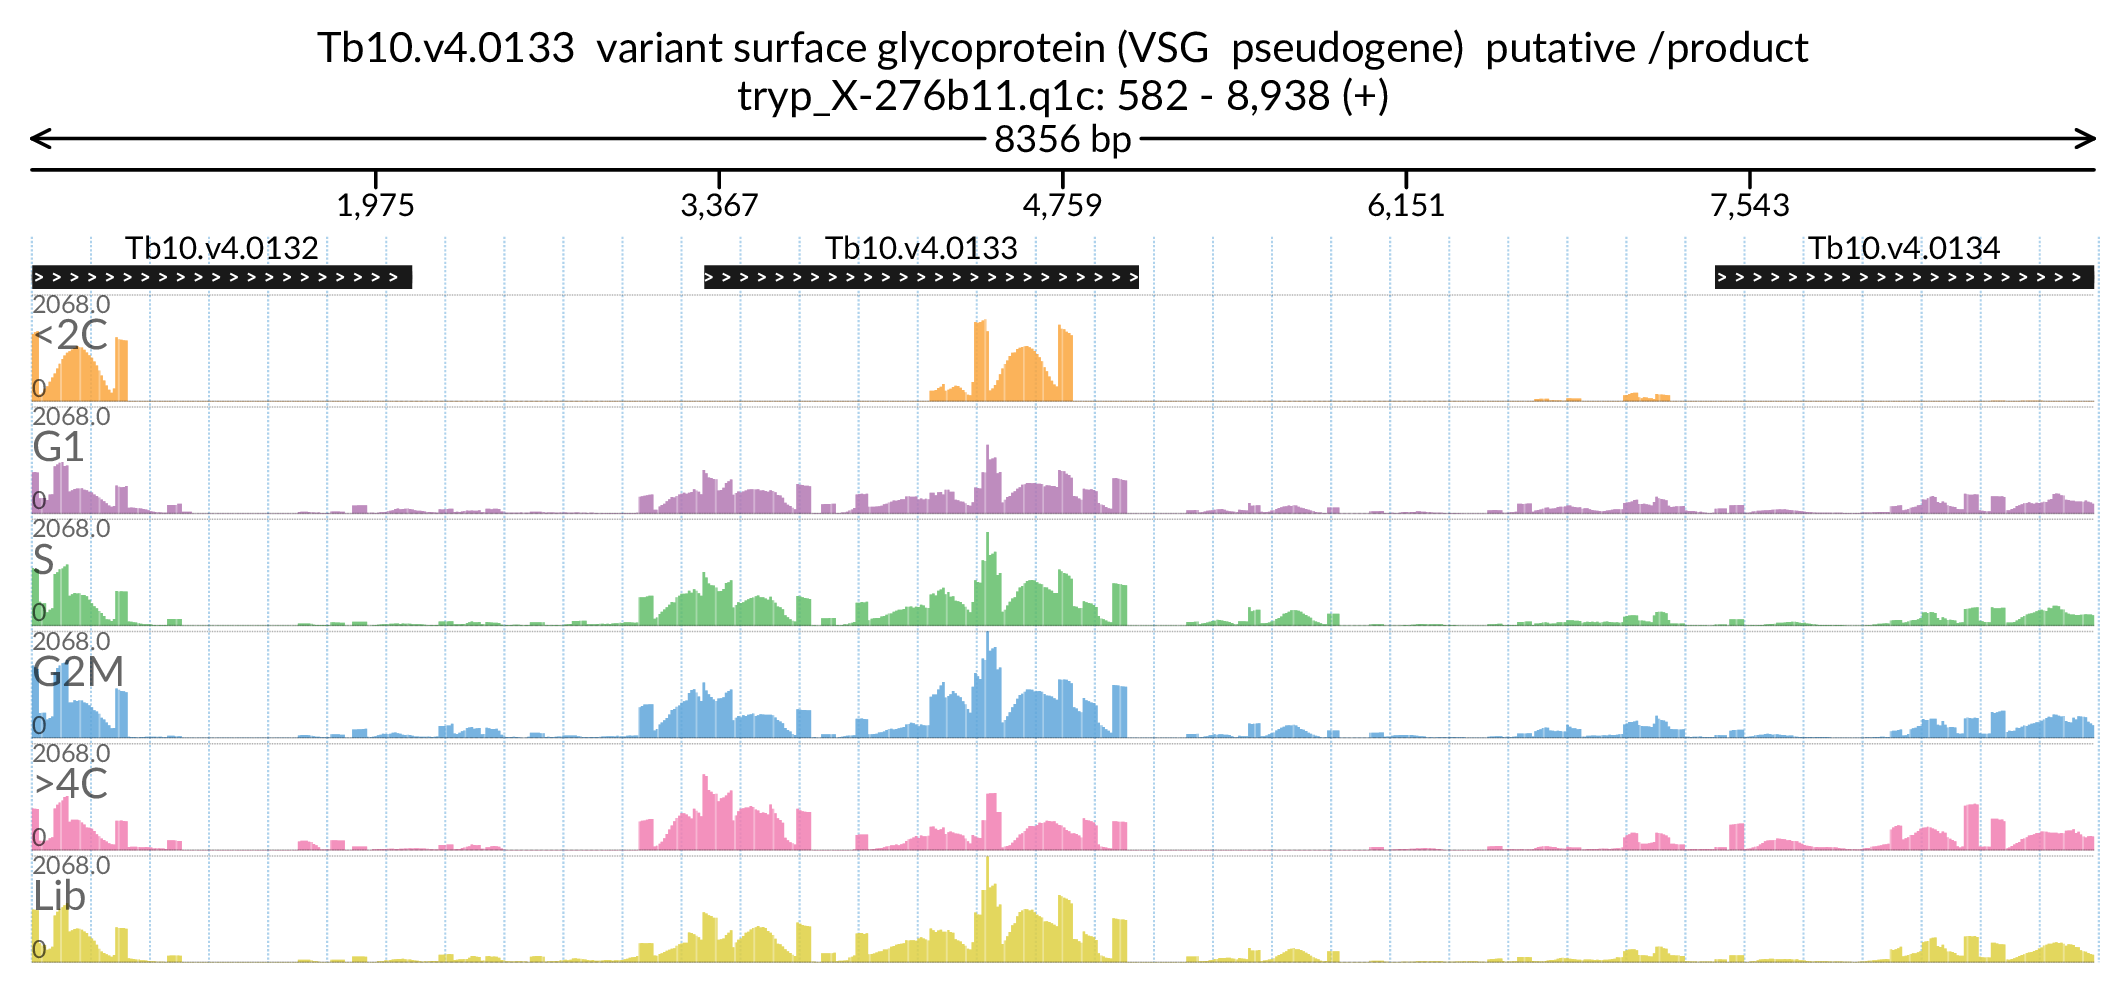 Tb10.v4.0133  variant surface glycoprotein (VSG  pseudogene)  putative /product
tryp_X-276b11.q1c: 582 - 8,938 (+)
8356 bp
1,975 3,367 4,759 6,151 7,543
Tb10.v4.0132 Tb10.v4.0133 Tb10.v4.0134
2068.0
<2C
0
2068.0
G1
0
2068.0
S
0
2068.0
G2M
0
2068.0
>4C
0
2068.0
Lib
0